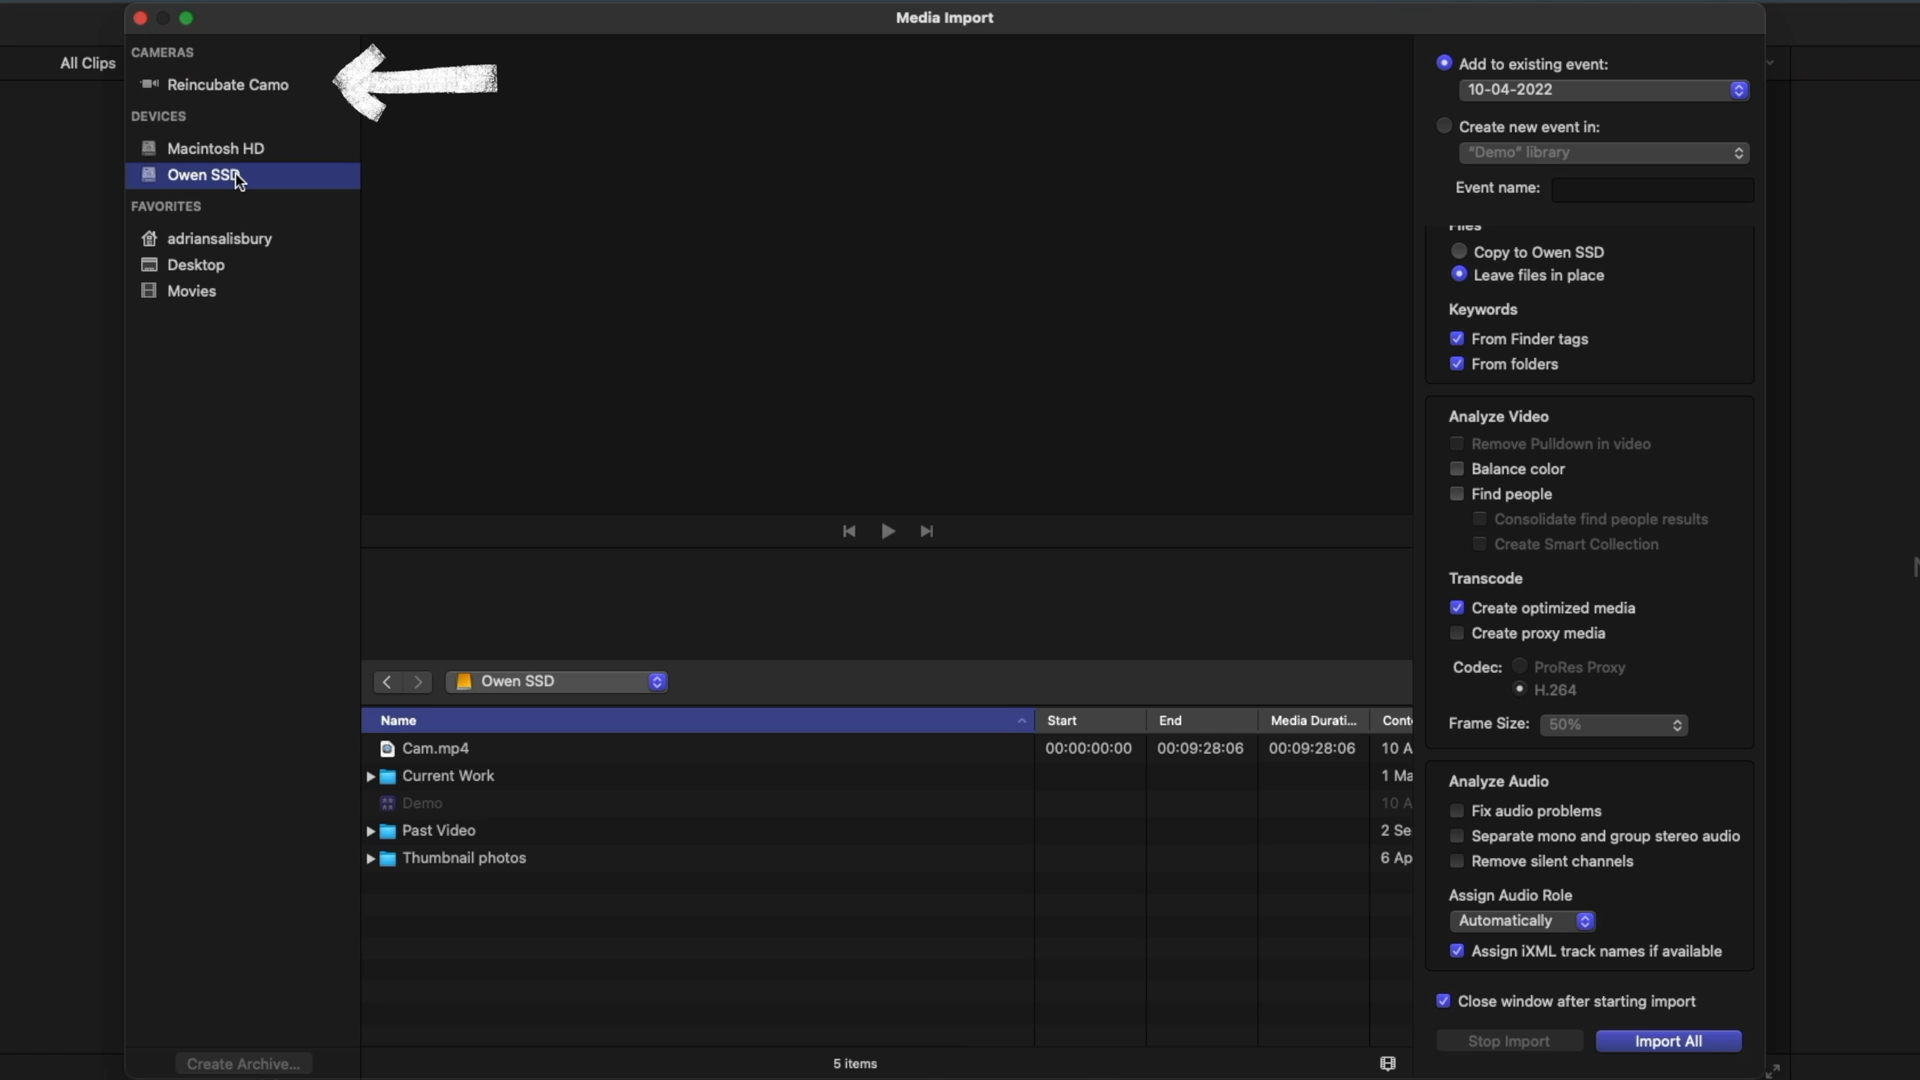 Media Import
All Clips
CAMERAS
Reincubate Camo
DEVICES
Macintosh HD
Owen SSD
FAVORITES
adriansalisbury
Desktop
Movies
Create Archive...
Owen SSD
Name Start End Media Durati... Cont
Cam.mp4 00:00:00:00 00:09:28:06 00:09:28:06 10 A
Current Work 1 Ma
Demo 10 A
Past Video 2 Se
Thumbnail photos 6 Ap
5 items
Add to existing event:
10-04-2022
Create new event in:
"Demo" library
Event name:
Files
Copy to Owen SSD
Leave files in place
Keywords
From Finder tags
From folders
Analyze Video
Remove Pulldown in video
Balance color
Find people
Consolidate find people results
Create Smart Collection
Transcode
Create optimized media
Create proxy media
Codec: ProRes Proxy
H.264
Frame Size: 50%
Analyze Audio
Fix audio problems
Separate mono and group stereo audio
Remove silent channels
Assign Audio Role
Automatically
Assign iXML track names if available
Close window after starting import
Stop Import Import All